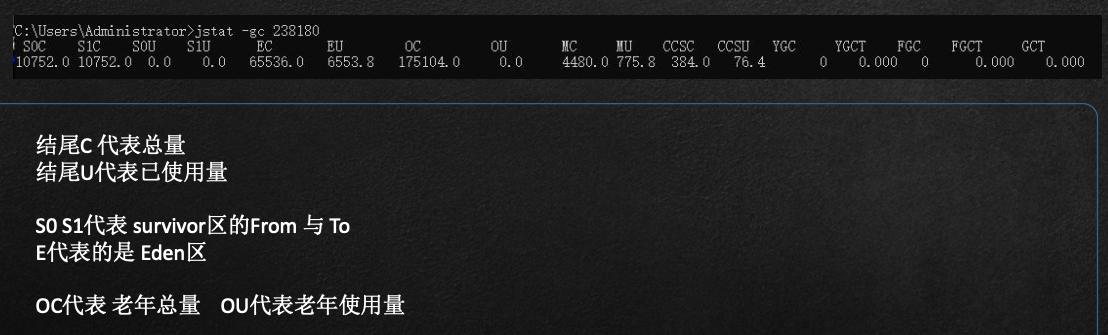 C:\Users\Administrator>jstat -gc 238180
S0C S1C S0U S1U EC EU OC OU MC MU CCSC CCSU YGC YGCT FGC FGCT GCT
10752.0 10752.0 0.0 0.0 65536.0 6553.8 175104.0 0.0 4480.0 775.8 384.0 76.4 0 0.000 0 0.000 0.000
结尾C 代表总量
结尾U代表已使用量
S0 S1代表 survivor区的From 与 To
E代表的是 Eden区
OC代表 老年总量 OU代表老年使用量